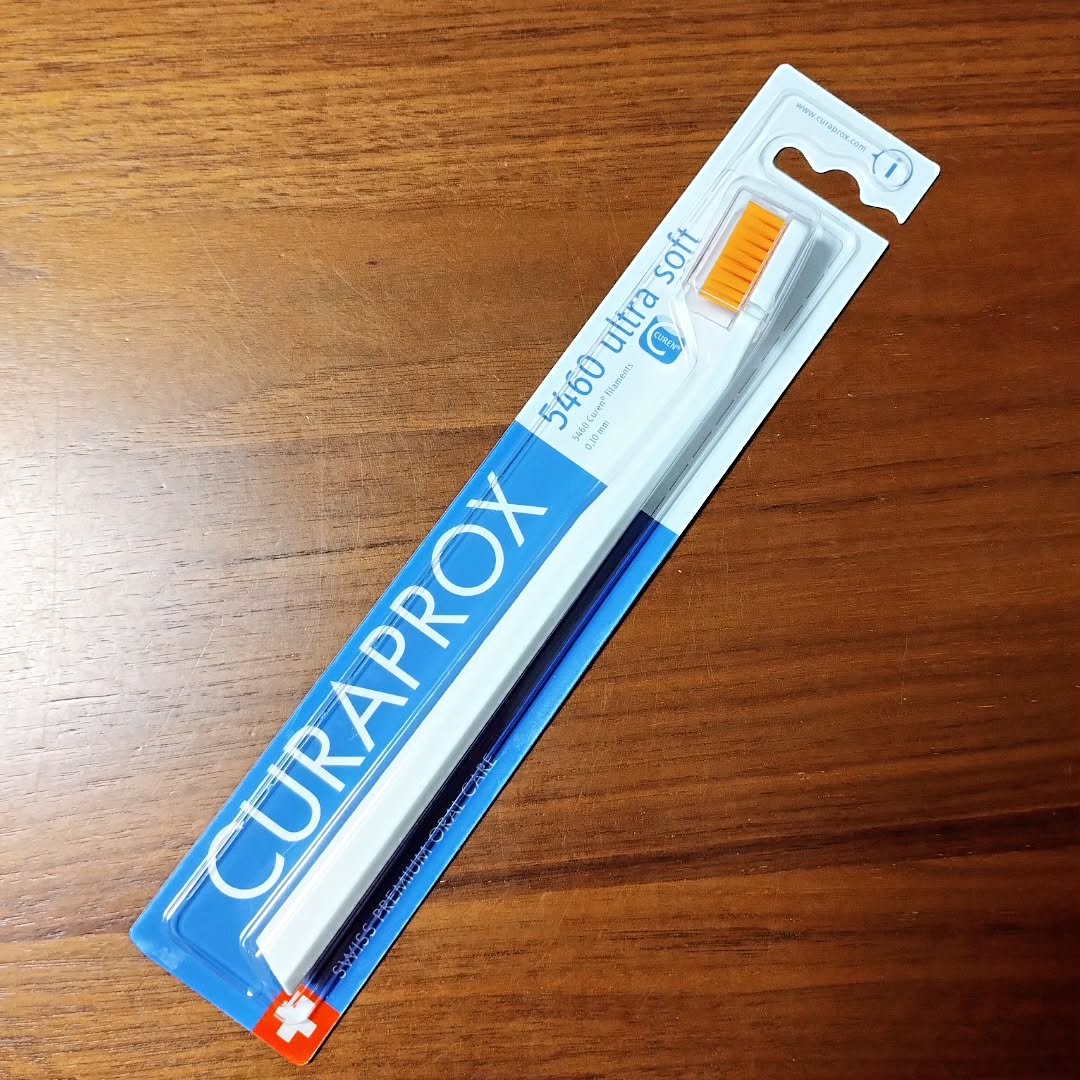 www.curaprox.com
5460 ultra soft
CUREN®
5460 Curen® filaments
0,10 mm
CURAPROX
SWISS PREMIUM ORAL CARE